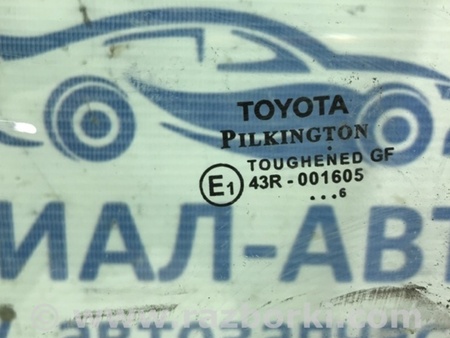 TOYOTA
PILKINGTON
TOUGHENED GF
E1 43R - 001605
...6
ИАЛ-АВТ
www.razborki.com